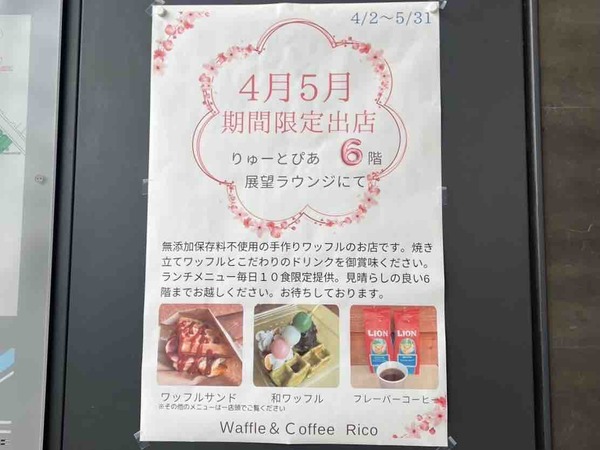 4/2～5/31
4月5月
期間限定出店
りゅーとぴあ 6階
展望ラウンジにて
無添加保存料不使用の手作りワッフルのお店です。焼き
立てワッフルとこだわりのドリンクを御賞味ください。
ランチメニュー毎日１０食限定提供。見晴らしの良い6
階までお越しください。お待ちしております。
LION LION
ワッフルサンド 和ワッフル フレーバーコーヒー
※その他のメニューは一店頭でご覧ください
Waffle＆Coffee Rico